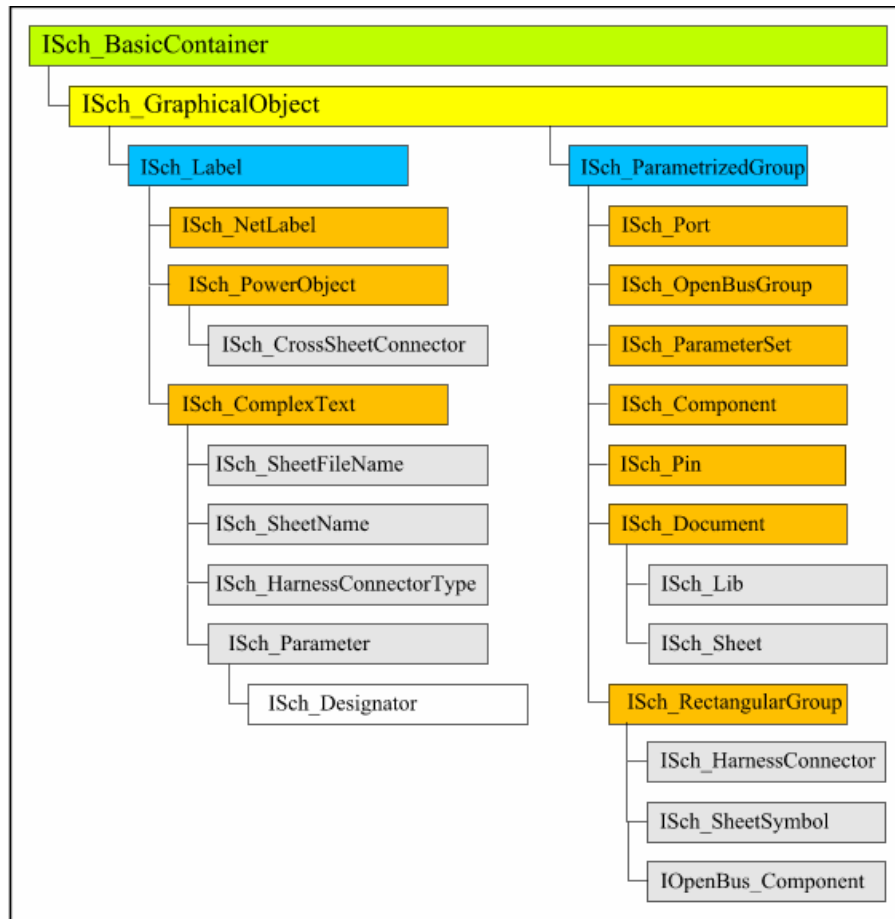 ISch_BasicContainer
ISch_GraphicalObject
ISch_Label
ISch_NetLabel
ISch_PowerObject
ISch_CrossSheetConnector
ISch_ComplexText
ISch_SheetFileName
ISch_SheetName
ISch_HarnessConnectorType
ISch_Parameter
ISch_Designator
ISch_ParametrizedGroup
ISch_Port
ISch_OpenBusGroup
ISch_ParameterSet
ISch_Component
ISch_Pin
ISch_Document
ISch_Lib
ISch_Sheet
ISch_RectangularGroup
ISch_HarnessConnector
ISch_SheetSymbol
IOpenBus_Component